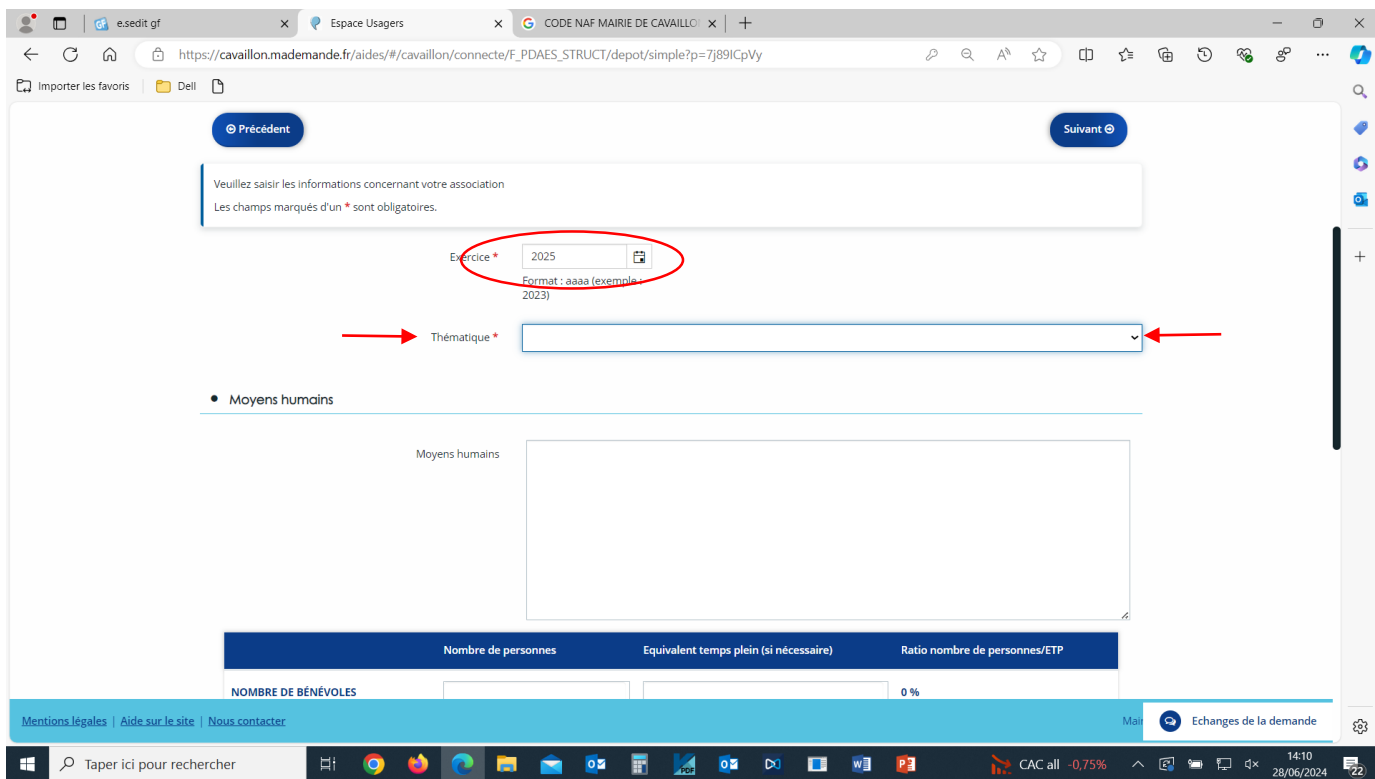 e.sedit gf
Espace Usagers
CODE NAF MAIRIE DE CAVAILLO
https://cavaillon.mademande.fr/aides/#/cavaillon/connecte/F_PDAES_STRUCT/depot/simple?p=7j89ICpVy
Importer les favoris
Dell
Précédent
Suivant
Veuillez saisir les informations concernant votre association
Les champs marqués d'un * sont obligatoires.
Exercice *
2025
Format : aaaa (exemple :
2023)
Thématique *
Moyens humains
Moyens humains
Nombre de personnes
Equivalent temps plein (si nécessaire)
Ratio nombre de personnes/ETP
NOMBRE DE BÉNÉVOLES
0 %
Mentions légales | Aide sur le site | Nous contacter
Mair
Echanges de la demande
Taper ici pour rechercher
CAC all -0,75%
14:10
28/06/2024
22